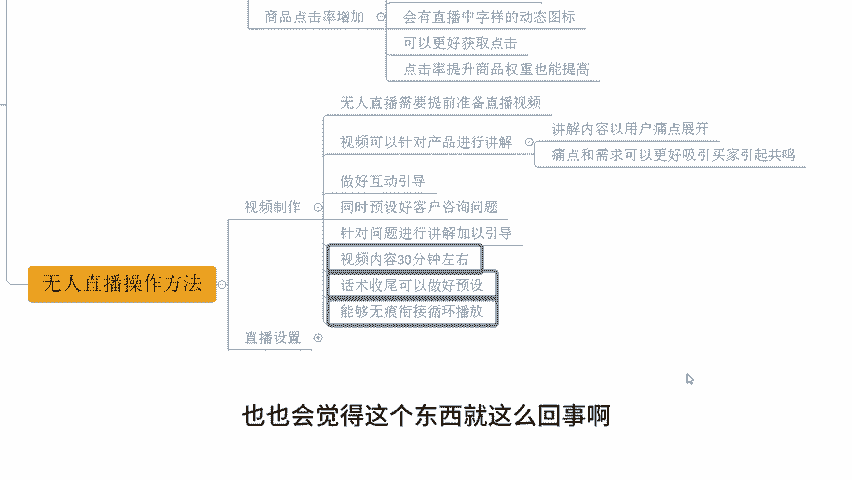 商品点击率增加
会有直播中字样的动态图标
可以更好获取点击
点击率提升商品权重也能提高
无人直播需要提前准备直播视频
视频可以针对产品进行讲解
讲解内容以用户痛点展开
痛点和需求可以更好吸引买家引起共鸣
做好互动引导
视频制作
同时预设好客户咨询问题
针对问题进行讲解加以引导
视频内容30分钟左右
无人直播操作方法
话术收尾可以做好预设
能够无痕衔接循环播放
直播设置
也也会觉得这个东西就这么回事啊